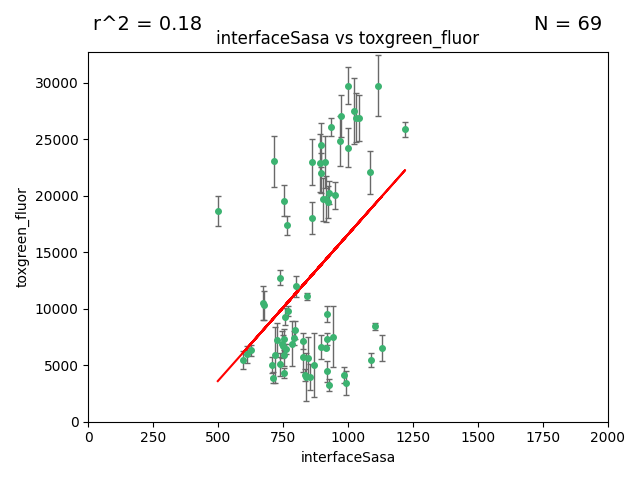 r^2 = 0.18
N = 69
interfaceSasa vs toxgreen_fluor
toxgreen_fluor
30000
25000
20000
15000
10000
5000
0
0 250 500 750 1000 1250 1500 1750 2000
interfaceSasa